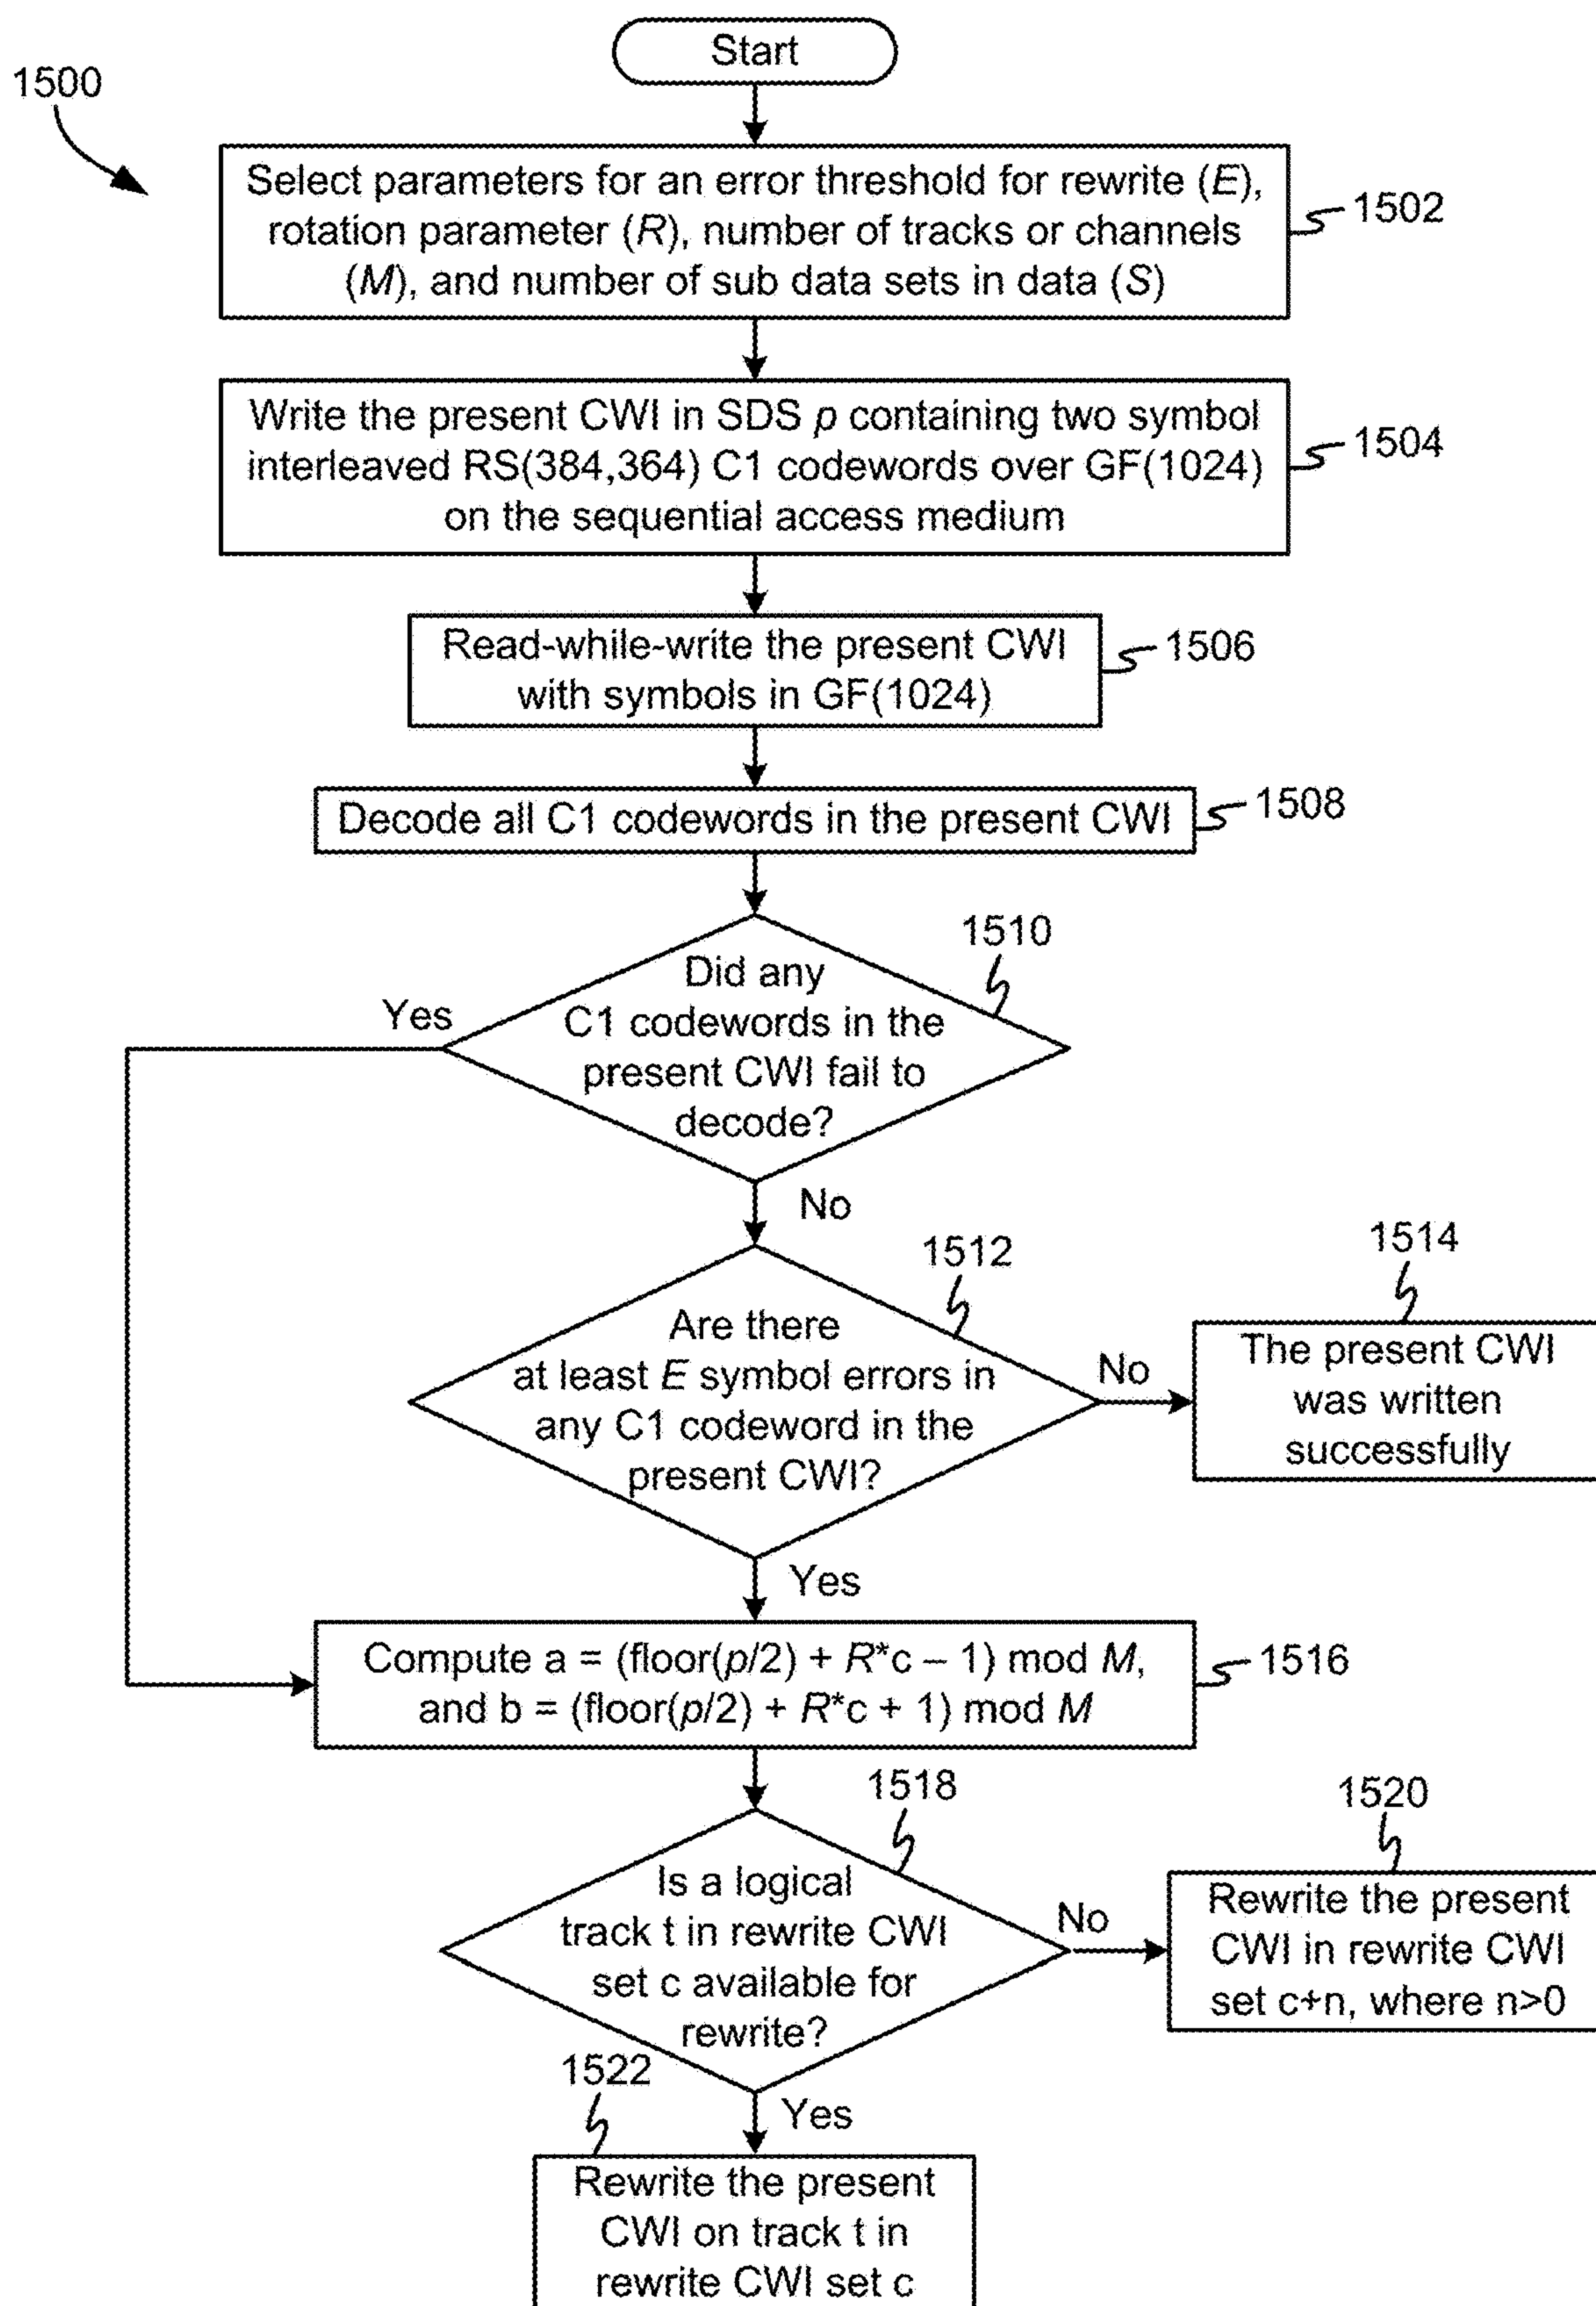 Start
1500
Select parameters for an error threshold for rewrite (E),
rotation parameter (R), number of tracks or channels
(M), and number of sub data sets in data (S)
1502
Write the present CWI in SDS p containing two symbol
interleaved RS(384,364) C1 codewords over GF(1024)
on the sequential access medium
1504
Read-while-write the present CWI
with symbols in GF(1024)
1506
Decode all C1 codewords in the present CWI
1508
1510
Did any
C1 codewords in the
present CWI fail to
decode?
Yes
No
1512
Are there
at least E symbol errors in
any C1 codeword in the
present CWI?
No
1514
The present CWI
was written
successfully
Yes
Compute a = (floor(p/2) + R*c – 1) mod M,
and b = (floor(p/2) + R*c + 1) mod M
1516
1518
Is a logical
track t in rewrite CWI
set c available for
rewrite?
No
1520
Rewrite the present
CWI in rewrite CWI
set c+n, where n>0
1522
Yes
Rewrite the present
CWI on track t in
rewrite CWI set c